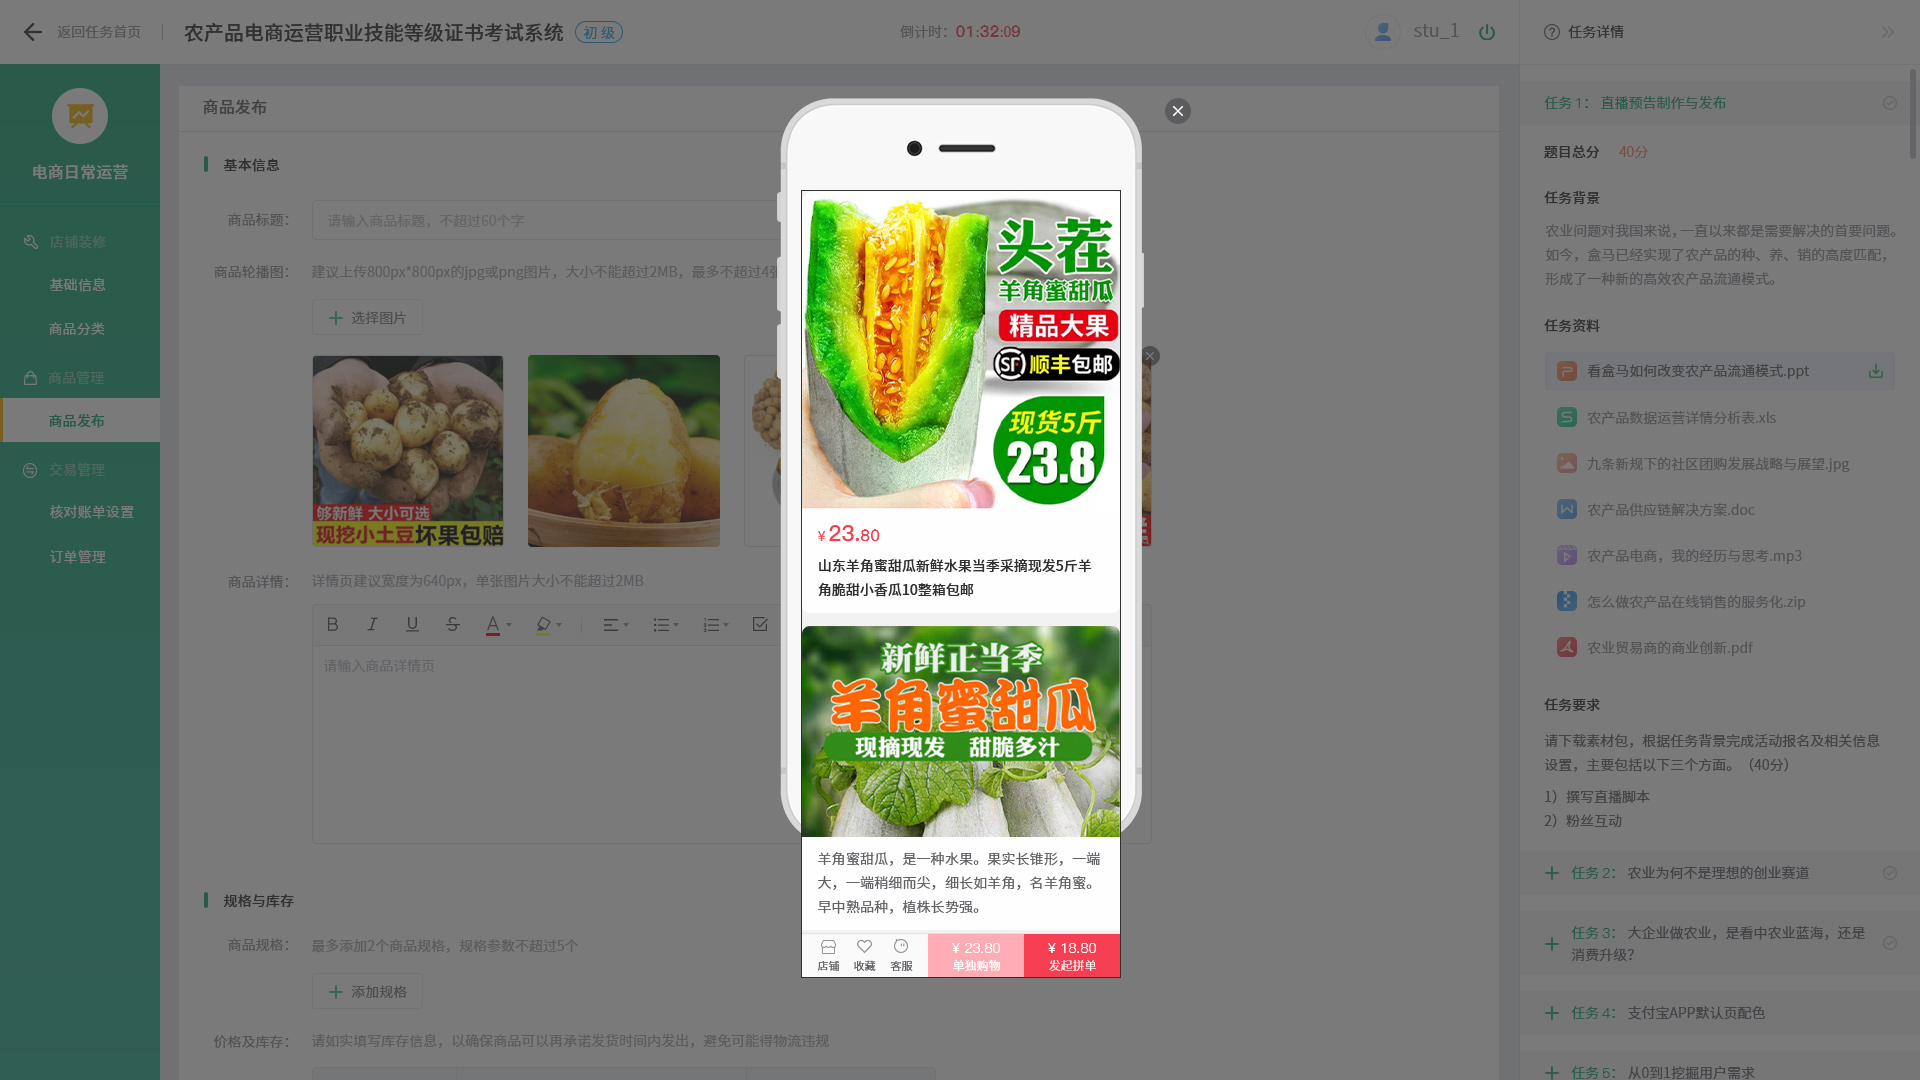 返回任务首页
农产品电商运营职业技能等级证书考试系统
初级
倒计时：01:32:09
stu_1
任务详情
电商日常运营
店铺装修
基础信息
商品分类
商品管理
商品发布
交易管理
核对账单设置
订单管理
商品发布
基本信息
商品标题：
请输入商品标题，不超过60个字
商品轮播图：
建议上传800px*800px的jpg或png图片，大小不能超过2MB，最多不超过4张
选择图片
够新鲜 大小可选
现挖小土豆坏果包赔
商品详情：
详情页建议宽度为640px，单张图片大小不能超过2MB
B I U S A
请输入商品详情页
规格与库存
商品规格：
最多添加2个商品规格，规格参数不超过5个
添加规格
价格及库存：
请如实填写库存信息，以确保商品可以再承诺发货时间内发出，避免可能得物流违规
头茬
羊角蜜甜瓜
精品大果
SF 顺丰包邮
现货5斤
23.8
¥23.80
山东羊角蜜甜瓜新鲜水果当季采摘现发5斤羊
角脆甜小香瓜10整箱包邮
新鲜正当季
羊角蜜甜瓜
现摘现发 甜脆多汁
羊角蜜甜瓜，是一种水果。果实长锥形，一端
大，一端稍细而尖，细长如羊角，名羊角蜜。
早中熟品种，植株长势强。
店铺
收藏
客服
¥ 23.80
单独购物
¥ 18.80
发起拼单
任务 1： 直播预告制作与发布
题目总分 40分
任务背景
农业问题对我国来说，一直以来都是需要解决的首要问题。
如今，盒马已经实现了农产品的种、养、销的高度匹配，
形成了一种新的高效农产品流通模式。
任务资料
看盒马如何改变农产品流通模式.ppt
农产品数据运营详情分析表.xls
九条新规下的社区团购发展战略与展望.jpg
农产品供应链解决方案.doc
农产品电商，我的经历与思考.mp3
怎么做农产品在线销售的服务化.zip
农业贸易商的商业创新.pdf
任务要求
请下载素材包，根据任务背景完成活动报名及相关信息
设置，主要包括以下三个方面。（40分）
1）撰写直播脚本
2）粉丝互动
任务 2： 农业为何不是理想的创业赛道
任务 3： 大企业做农业，是看中农业蓝海，还是
消费升级？
任务 4： 支付宝APP默认页配色
任务 5： 从0到1挖掘用户需求